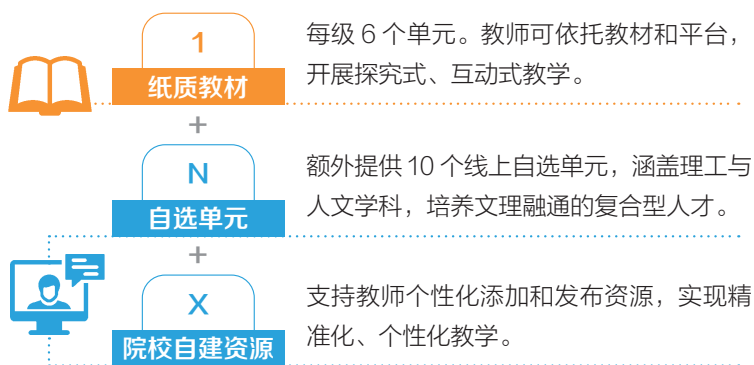 1
纸质教材
每级 6 个单元。教师可依托教材和平台，
开展探究式、互动式教学。
+
N
自选单元
额外提供 10 个线上自选单元，涵盖理工与
人文学科，培养文理融通的复合型人才。
+
X
院校自建资源
支持教师个性化添加和发布资源，实现精
准化、个性化教学。